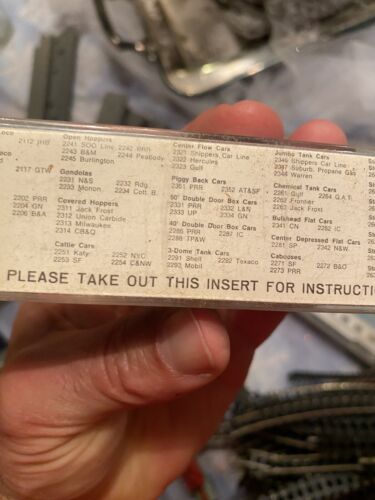 oco
2112 JHB
2117 GTW
2202 PRR
2204 GN
2206 B&A
Open Hoppers
2241 SOO Line 2242 PRR
2243 B&M 2244 Peabody
2245 Burlington
Gondolas
2231 N&S 2232 Rdg.
2233 Monon. 2234 Cott. B.
Covered Hoppers
2311 Jack Frost
2312 Union Carbide
2313 Milwaukee
2314 CB&Q
Cattle Cars
2251 Katy 2252 NYC
2253 SF 2254 C&NW
Center Flow Cars
2321 Shippers Car Line
2322 Hercules
2323 Gulf
Piggy Back Cars
2351 PRR 2352 AT&SF
50' Double Door Box Cars
2331 PRR 2332 L&N
2333 UP 2334 GN
40' Double Door Box Cars
2285 PRR 2287 IC
2288 TP&W
3-Dome Tank Cars
2291 Shell 2292 Texaco
2293 Mobil
Jumbo Tank Cars
2346 Shippers Car Line
2387 Suburb. Propane Gas
2348 Warren
Chemical Tank Cars
2261 Gulf 2264 G.A.T.
2262 Frontier
2263 Jack Frost
Bulkhead Flat Cars
2341 CN 2282 IC
Center Depressed Flat Cars
2281 SP 2342 N&W
Cabooses
2271 SF 2272 B&O
2273 PRR
PLEASE TAKE OUT THIS INSERT FOR INSTRUCTI